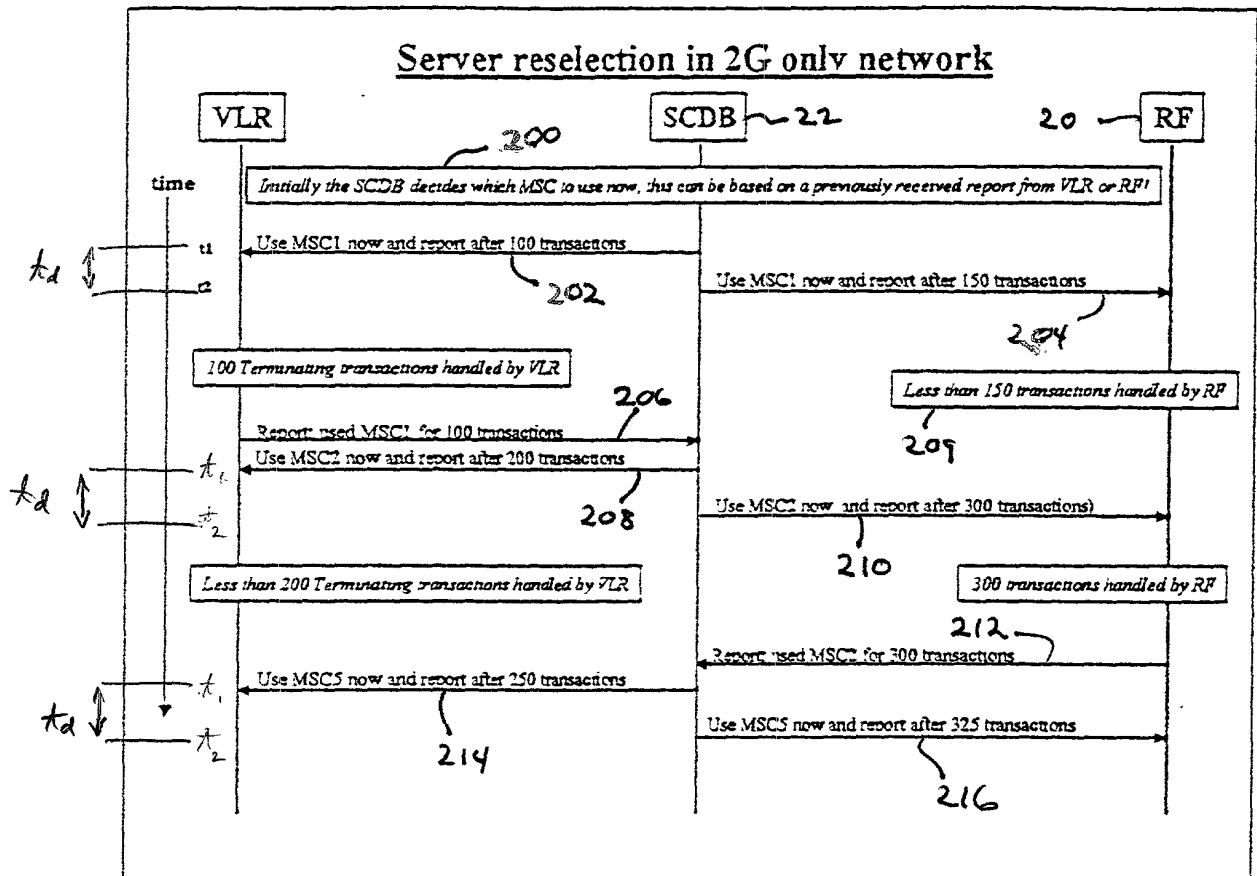 Server reselection in 2G only network
VLR
SCDB
22
20
RF
200
time
Initially the SCDB decides which MSC to use now, this can be based on a previously received report from VLR or RF!
t1
Use MSC1 now and report after 100 transactions
td
202
t2
Use MSC1 now and report after 150 transactions
204
100 Terminating transactions handled by VLR
Less than 150 transactions handled by RF
206
209
Report: used MSC1 for 100 transactions
t1
Use MSC2 now and report after 200 transactions
td
208
t2
Use MSC2 now and report after 300 transactions)
210
Less than 200 Terminating transactions handled by VLR
300 transactions handled by RF
212
Report: used MSC2 for 300 transactions
t1
Use MSC5 now and report after 250 transactions
td
t2
214
Use MSC5 now and report after 325 transactions
216